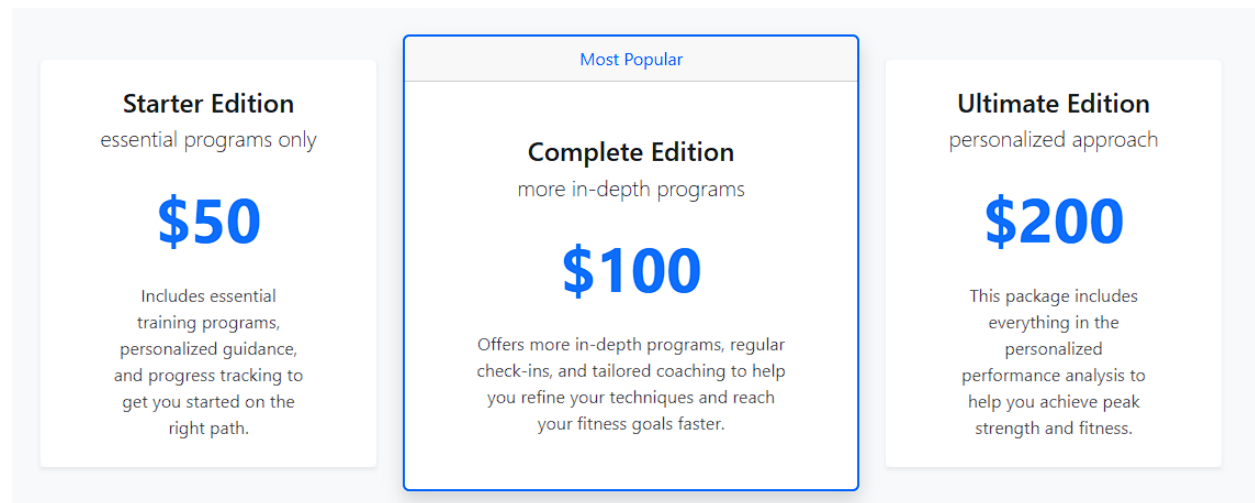 Starter Edition
essential programs only
$50
Includes essential
training programs,
personalized guidance,
and progress tracking to
get you started on the
right path.
Most Popular
Complete Edition
more in-depth programs
$100
Offers more in-depth programs, regular
check-ins, and tailored coaching to help
you refine your techniques and reach
your fitness goals faster.
Ultimate Edition
personalized approach
$200
This package includes
everything in the
personalized
performance analysis to
help you achieve peak
strength and fitness.